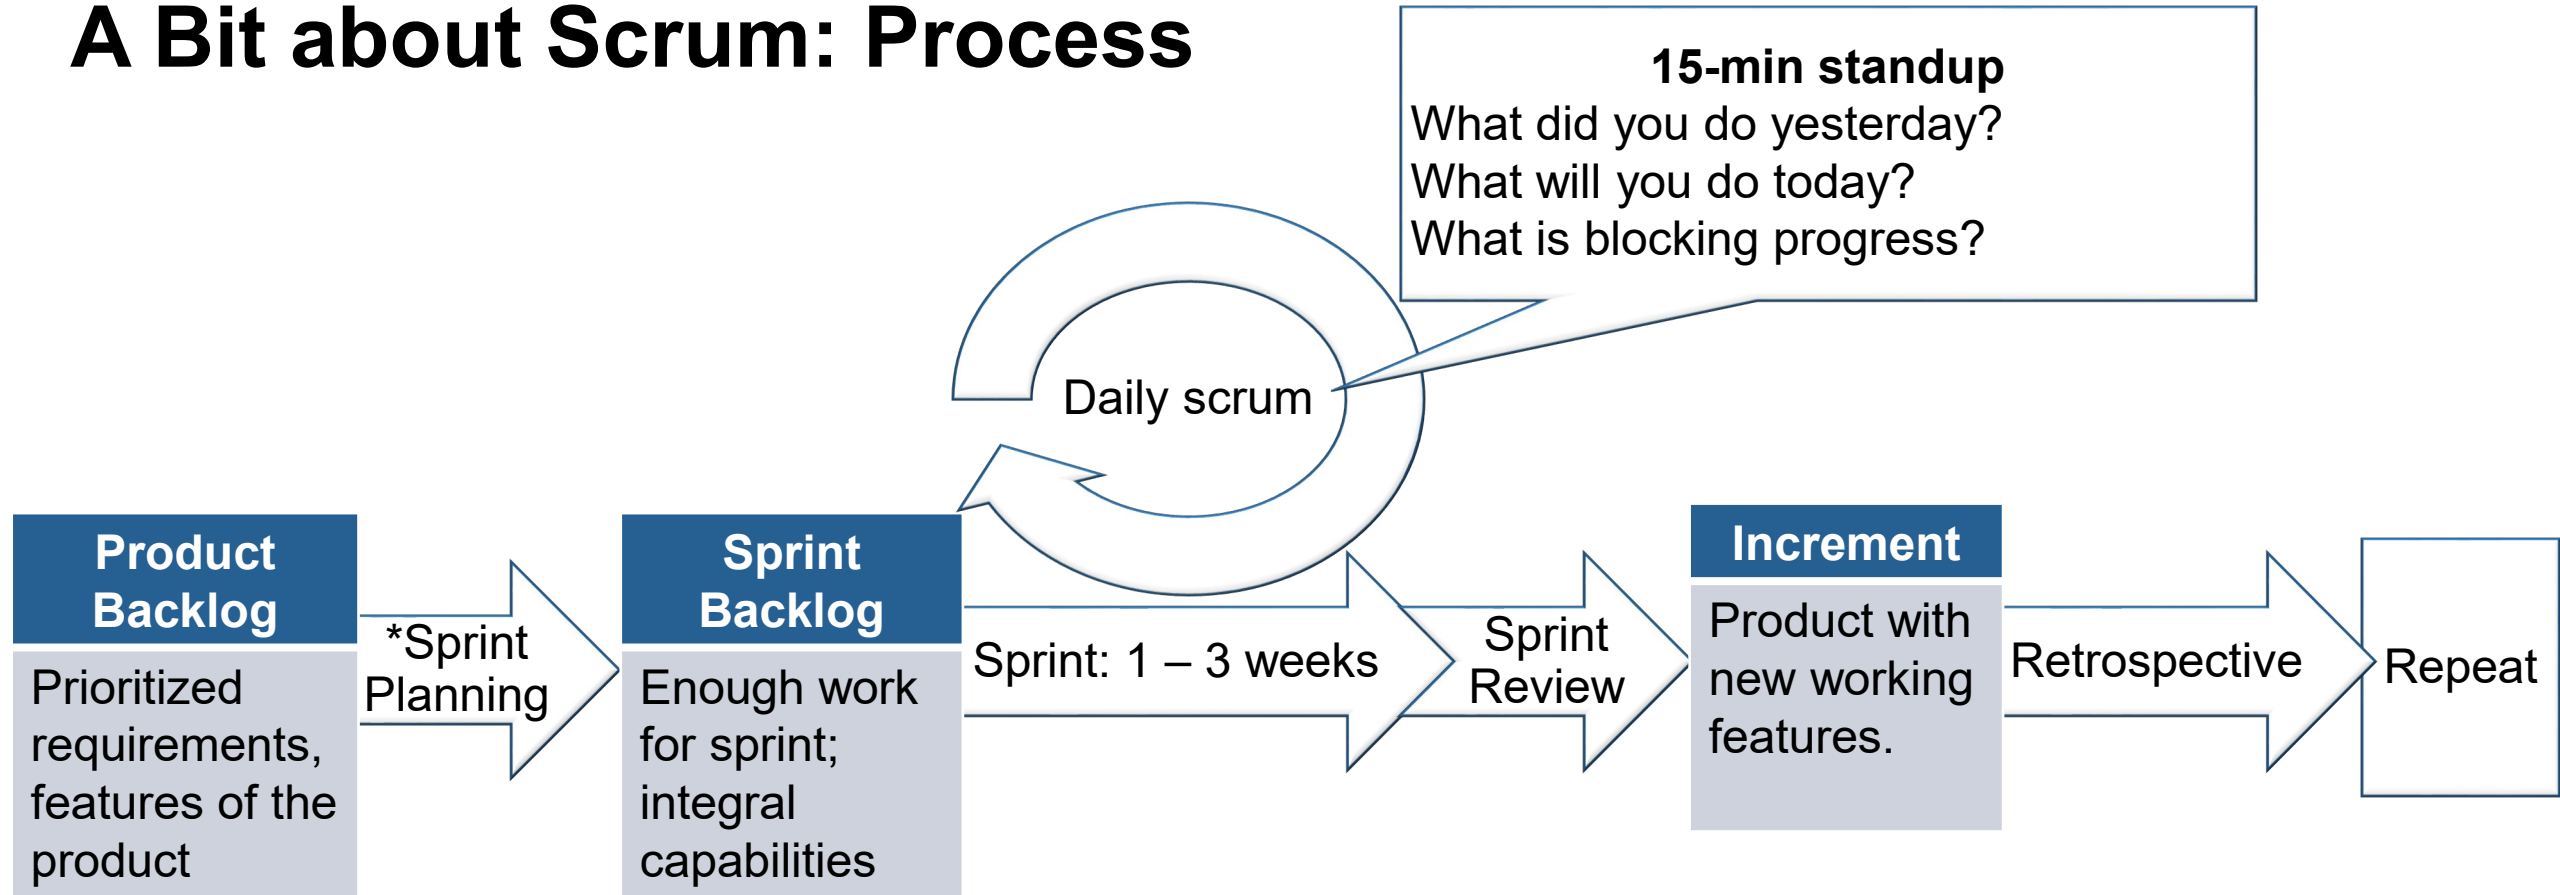 A Bit about Scrum: Process
15-min standup
What did you do yesterday?
What will you do today?
What is blocking progress?
Daily scrum
Product
Backlog
Prioritized
requirements,
features of the
product
*Sprint
Planning
Sprint
Backlog
Enough work
for sprint;
integral
capabilities
Sprint: 1 – 3 weeks
Sprint
Review
Increment
Product with
new working
features.
Retrospective
Repeat